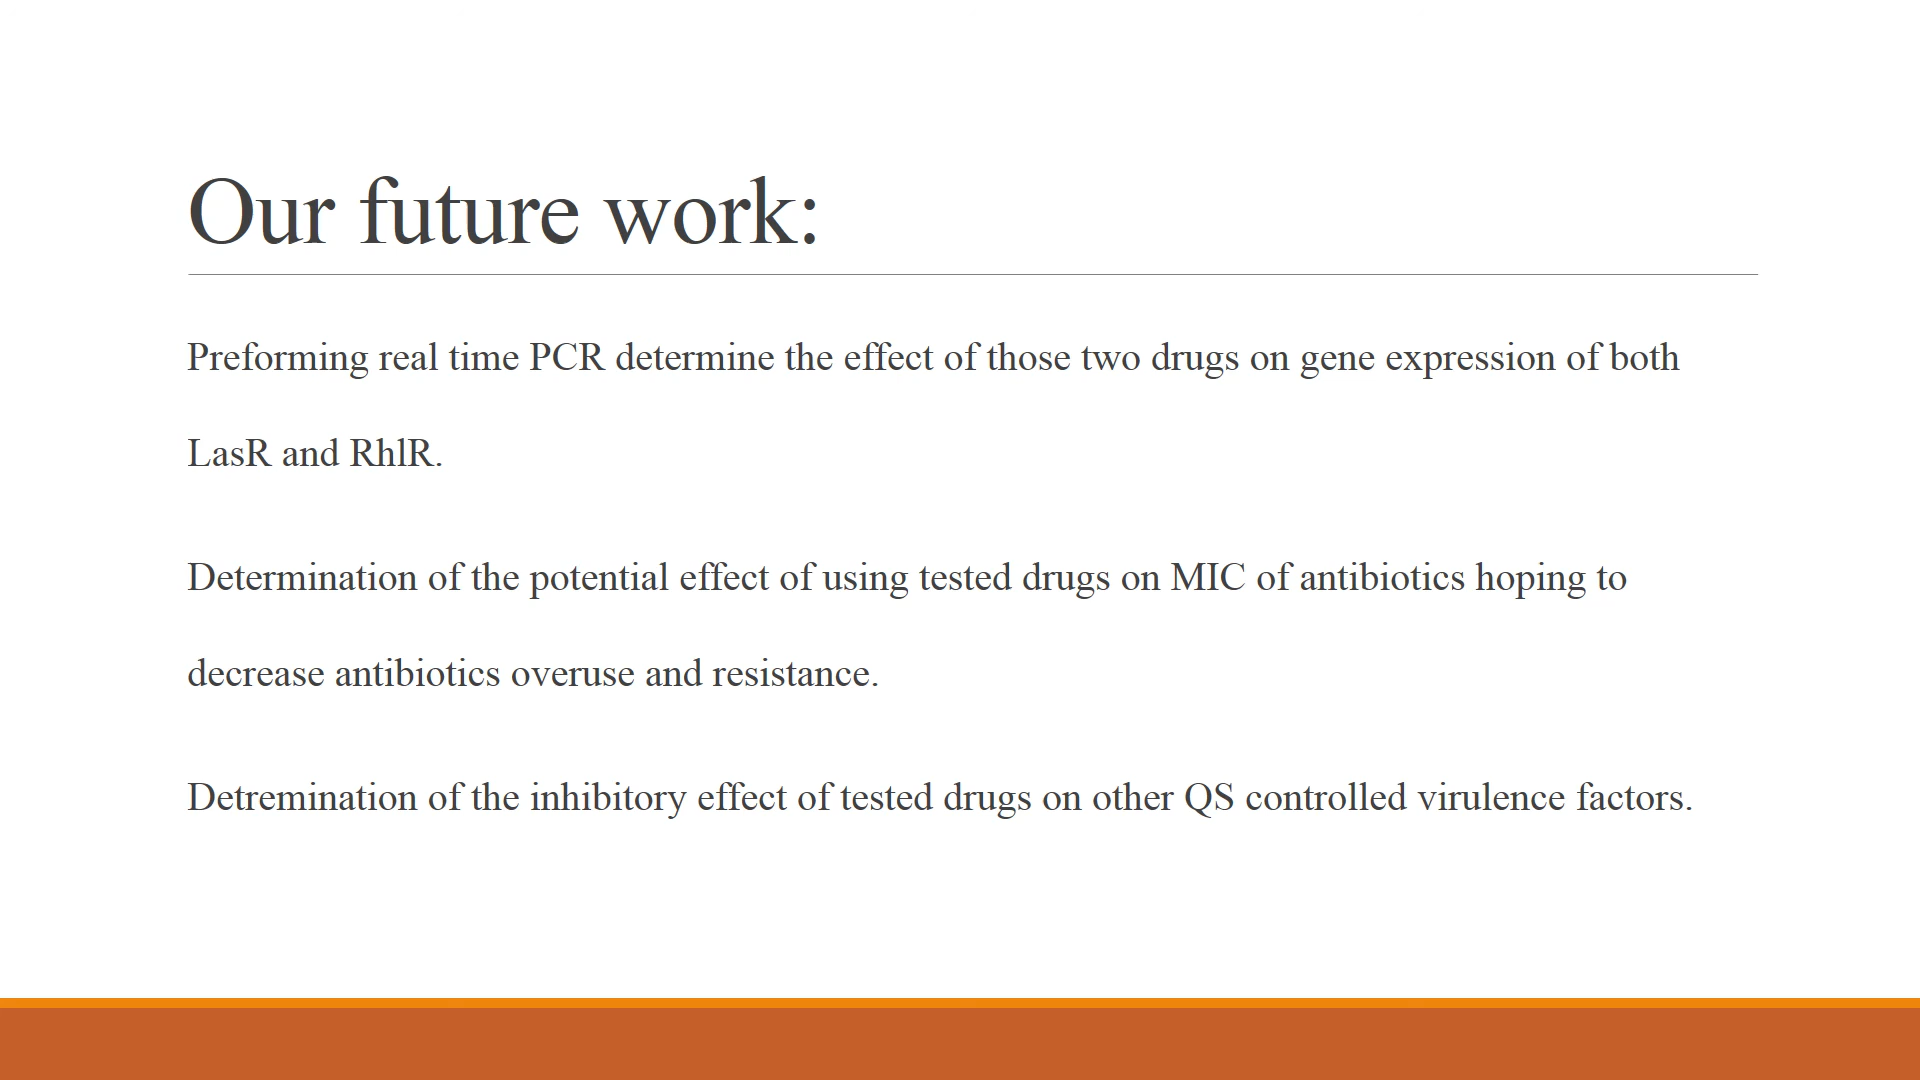 Our future work:
Preforming real time PCR determine the effect of those two drugs on gene expression of both
LasR and RhlR.
Determination of the potential effect of using tested drugs on MIC of antibiotics hoping to
decrease antibiotics overuse and resistance.
Detremination of the inhibitory effect of tested drugs on other QS controlled virulence factors.